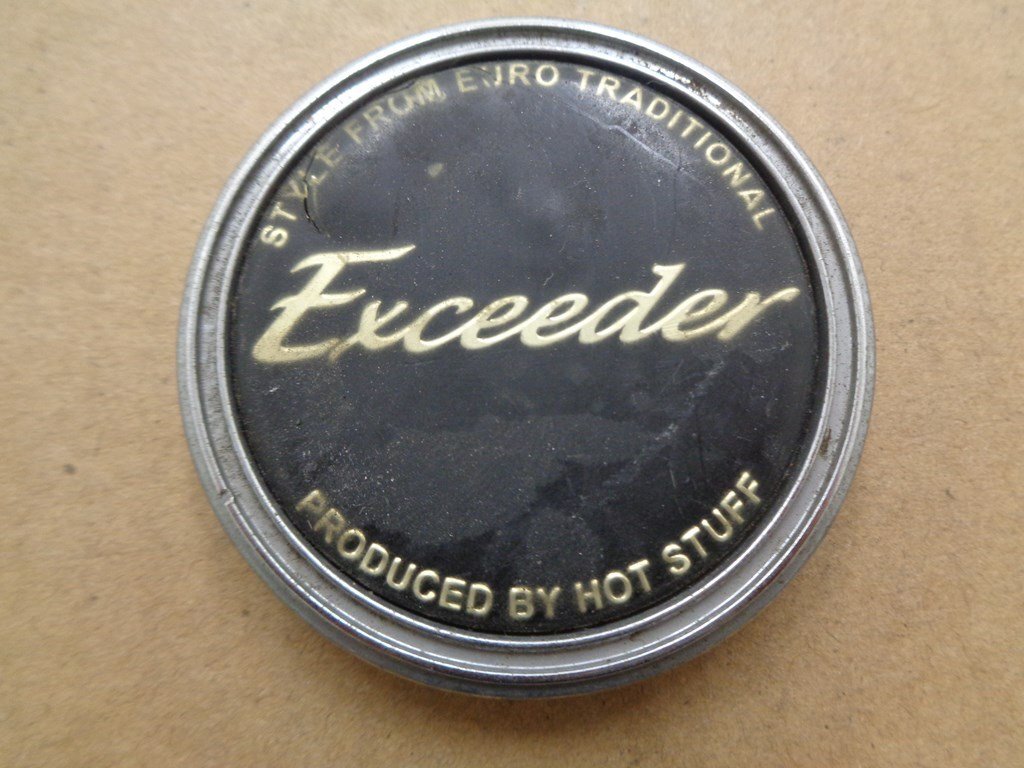 STYLE FROM EURO TRADITIONAL
Exceeder
PRODUCED BY HOT STUFF